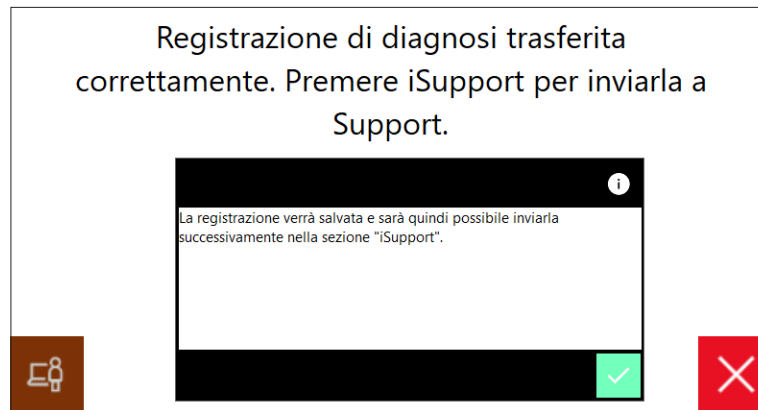 Registrazione di diagnosi trasferita
correttamente. Premere iSupport per inviarla a
Support.
La registrazione verrà salvata e sarà quindi possibile inviarla
successivamente nella sezione "iSupport".